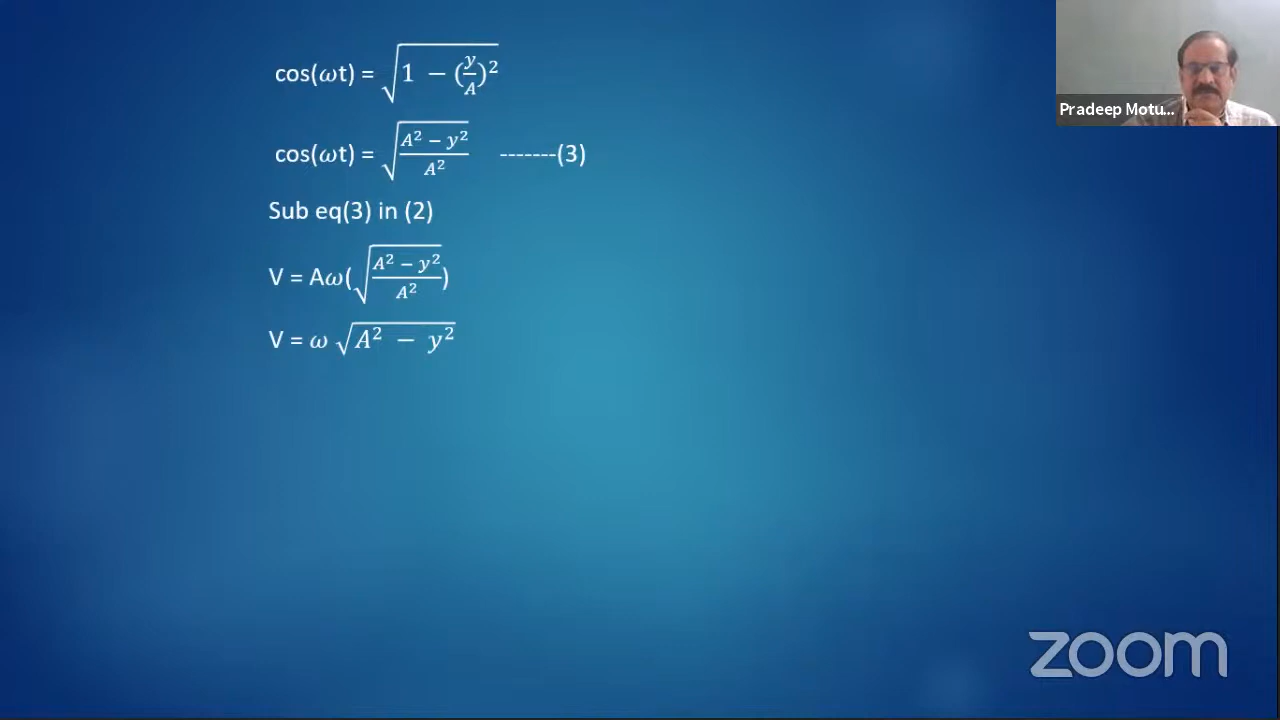 cos(ωt) = √(1 − (y/A)²)
Pradeep Motu...
cos(ωt) = √((A² − y²)/A²) -------(3)
Sub eq(3) in (2)
V = Aω(√((A² − y²)/A²))
V = ω √(A² − y²)
zoom